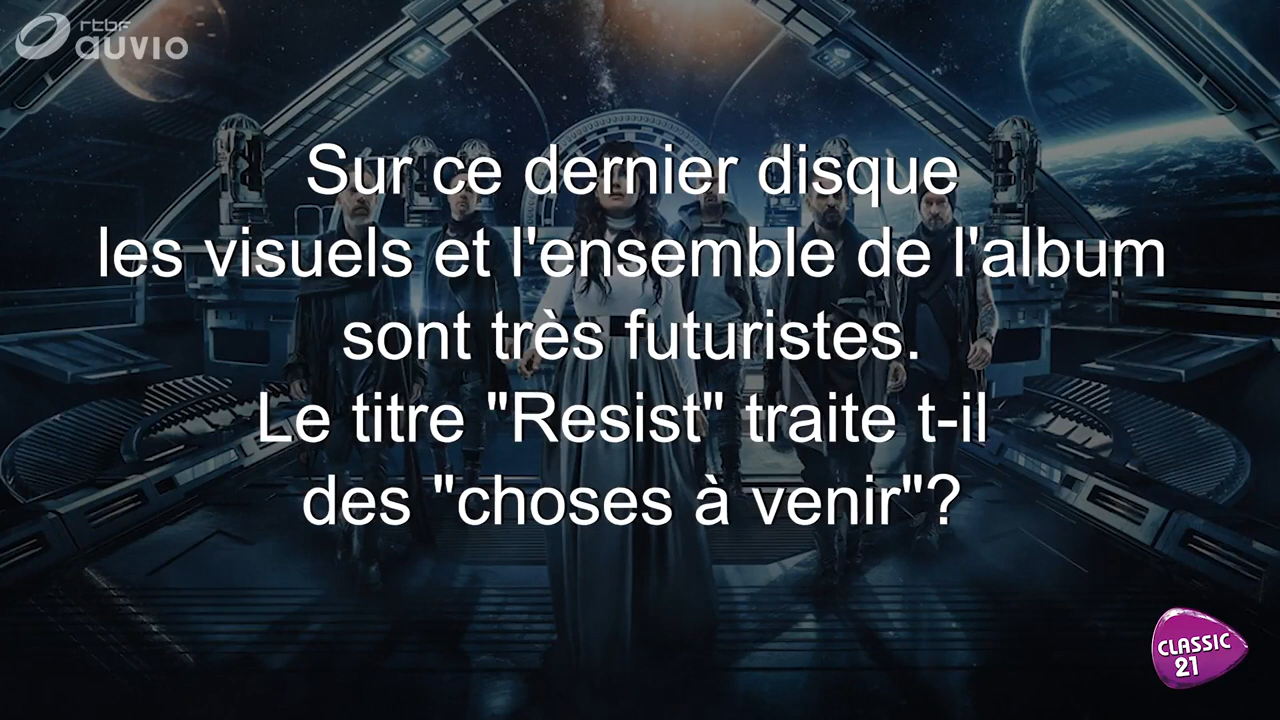 rtbf
auvio
Sur ce dernier disque
les visuels et l'ensemble de l'album
sont très futuristes.
Le titre "Resist" traite t-il
des "choses à venir"?
CLASSIC
21